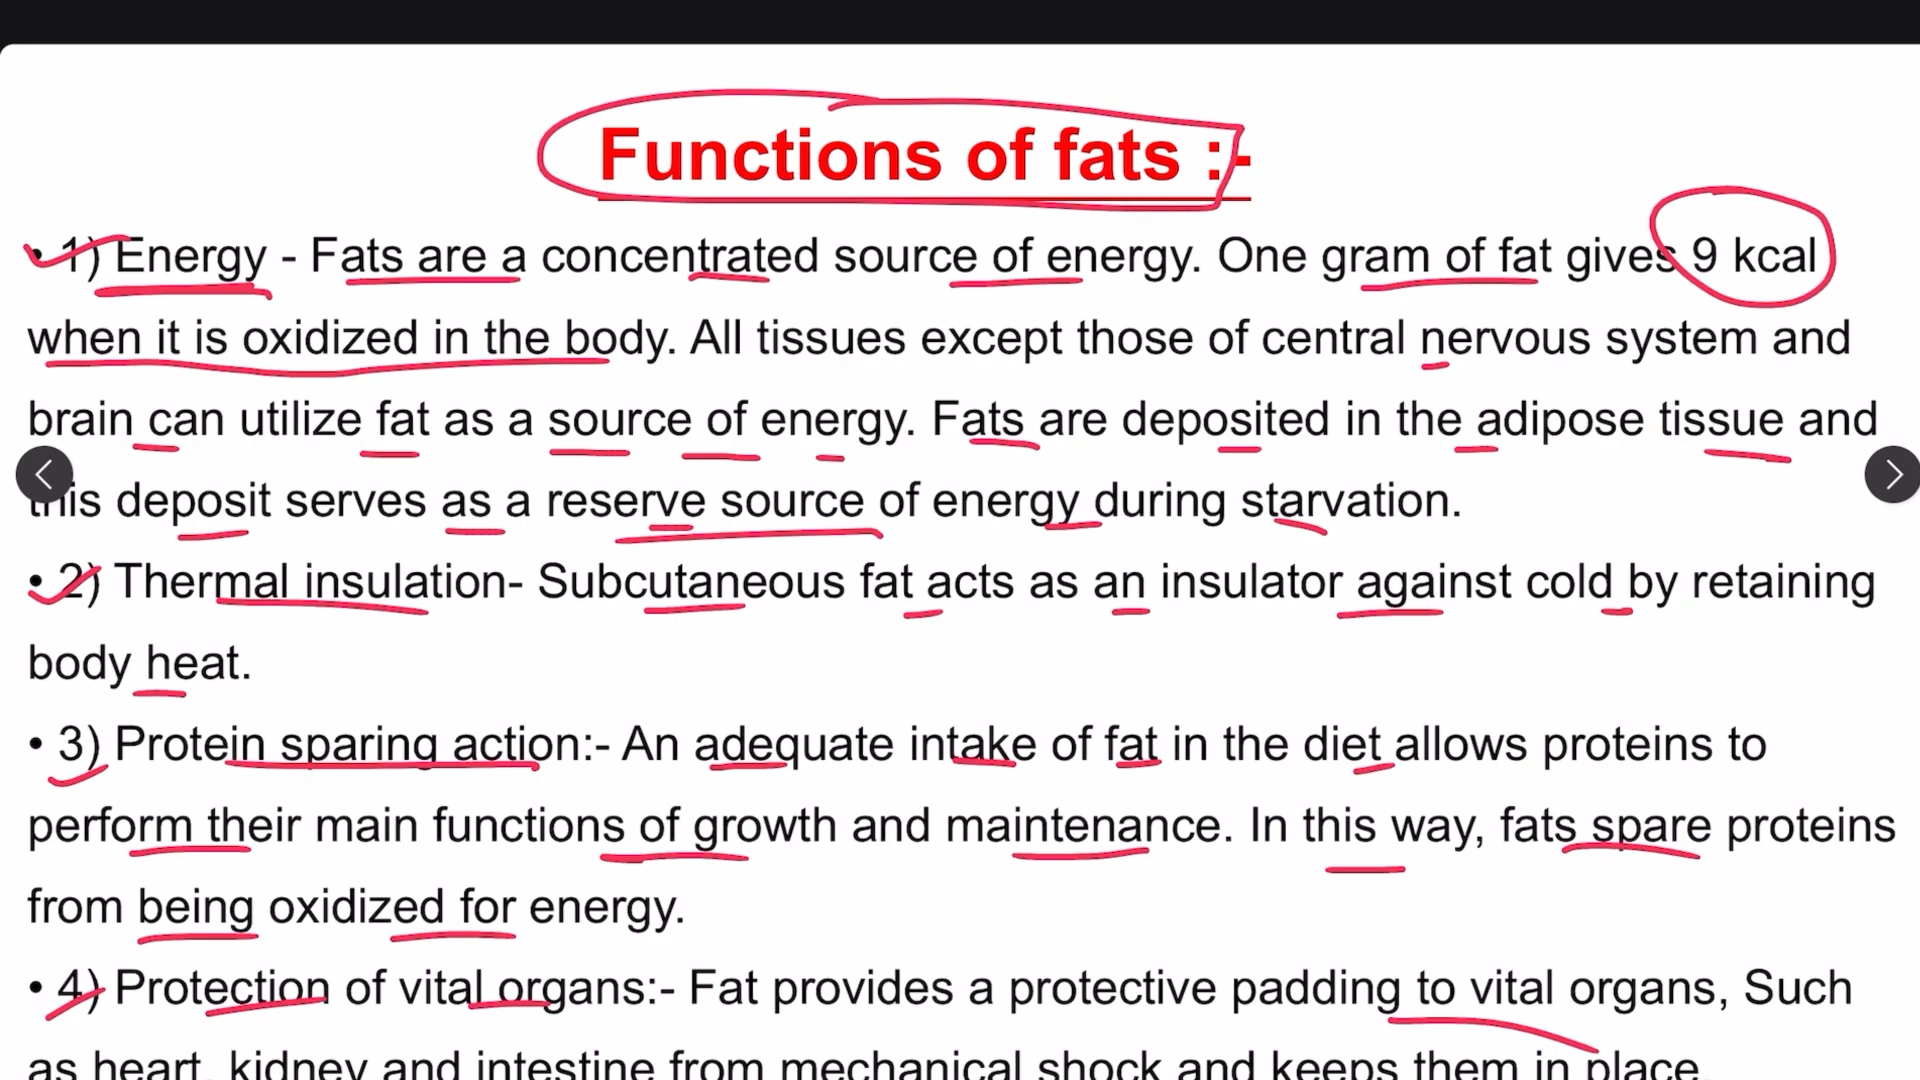 Functions of fats :-
• 1) Energy - Fats are a concentrated source of energy. One gram of fat gives 9 kcal
when it is oxidized in the body. All tissues except those of central nervous system and
brain can utilize fat as a source of energy. Fats are deposited in the adipose tissue and
this deposit serves as a reserve source of energy during starvation.
• 2) Thermal insulation- Subcutaneous fat acts as an insulator against cold by retaining
body heat.
• 3) Protein sparing action:- An adequate intake of fat in the diet allows proteins to
perform their main functions of growth and maintenance. In this way, fats spare proteins
from being oxidized for energy.
• 4) Protection of vital organs:- Fat provides a protective padding to vital organs, Such
as heart, kidney and intestine from mechanical shock and keeps them in place.